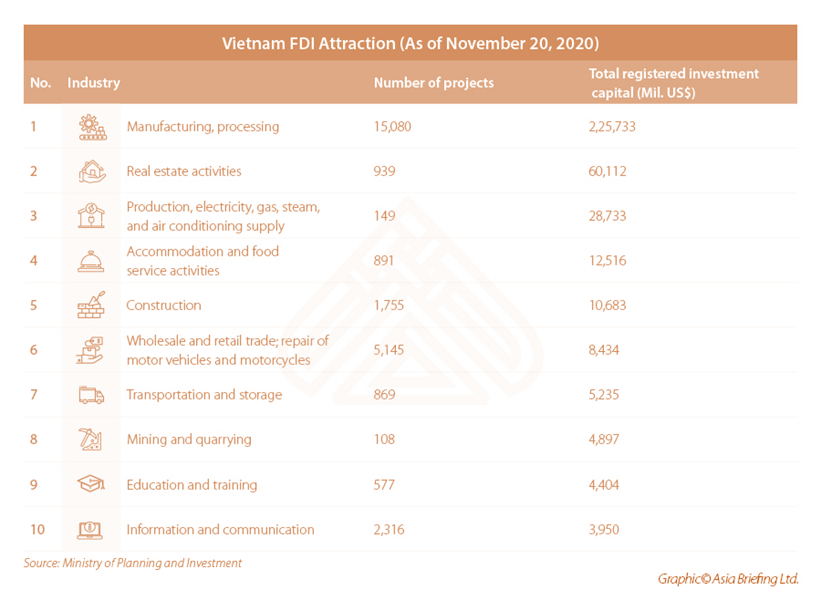 Vietnam FDI Attraction (As of November 20, 2020)
No. Industry Number of projects Total registered investment
capital (Mil. US$)
1 Manufacturing, processing 15,080 2,25,733
2 Real estate activities 939 60,112
3 Production, electricity, gas, steam,
and air conditioning supply 149 28,733
4 Accommodation and food
service activities 891 12,516
5 Construction 1,755 10,683
6 Wholesale and retail trade; repair of
motor vehicles and motorcycles 5,145 8,434
7 Transportation and storage 869 5,235
8 Mining and quarrying 108 4,897
9 Education and training 577 4,404
10 Information and communication 2,316 3,950
Source: Ministry of Planning and Investment
Graphic© Asia Briefing Ltd.